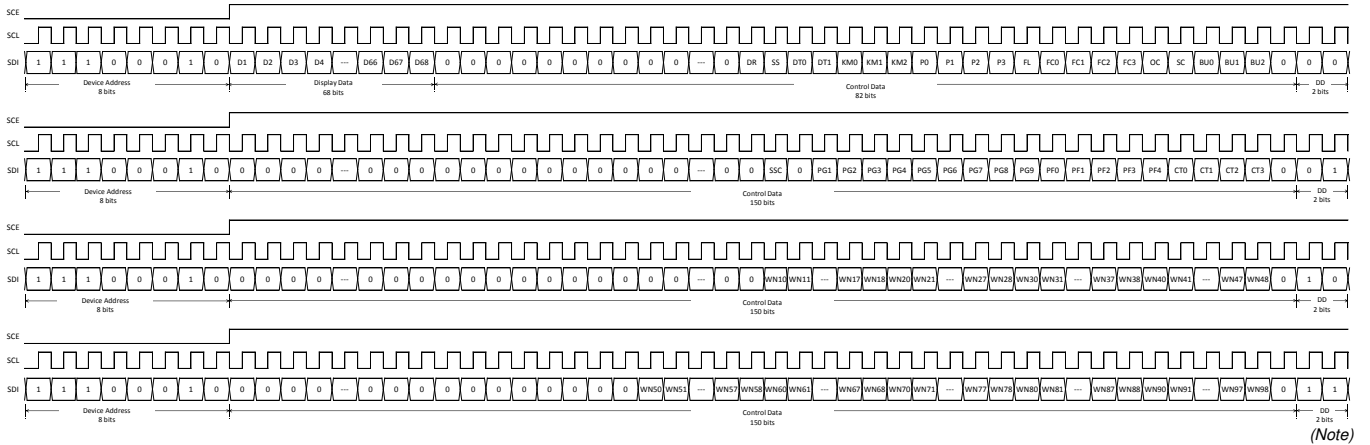 SCE
SCL
SDI 1 1 1 0 0 0 1 0 D1 D2 D3 D4 --- D66 D67 D68 0 0 0 0 0 0 0 0 0 0 --- 0 DR SS DT0 DT1 KM0 KM1 KM2 P0 P1 P2 P3 FL FC0 FC1 FC2 FC3 OC SC BU0 BU1 BU2 0 0 0
Device Address Display Data Control Data DD
8 bits 68 bits 82 bits 2 bits
SCE
SCL
SDI 1 1 1 0 0 0 1 0 0 0 0 0 --- 0 0 0 0 0 0 0 0 0 0 0 0 0 --- 0 0 SSC 0 PG1 PG2 PG3 PG4 PG5 PG6 PG7 PG8 PG9 PF0 PF1 PF2 PF3 PF4 CT0 CT1 CT2 CT3 0 0 1
Device Address Control Data DD
8 bits 150 bits 2 bits
SCE
SCL
SDI 1 1 1 0 0 0 1 0 0 0 0 0 --- 0 0 0 0 0 0 0 0 0 0 0 0 0 --- 0 0 WN10 WN11 --- WN17 WN18 WN20 WN21 --- WN27 WN28 WN30 WN31 --- WN37 WN38 WN40 WN41 --- WN47 WN48 0 1 0
Device Address Control Data DD
8 bits 150 bits 2 bits
SCE
SCL
SDI 1 1 1 0 0 0 1 0 0 0 0 0 --- 0 0 0 0 0 0 0 0 0 0 0 WN50 WN51 --- WN57 WN58 WN60 WN61 --- WN67 WN68 WN70 WN71 --- WN77 WN78 WN80 WN81 --- WN87 WN88 WN90 WN91 --- WN97 WN98 0 1 1
Device Address Control Data DD
8 bits 150 bits 2 bits
(Note)